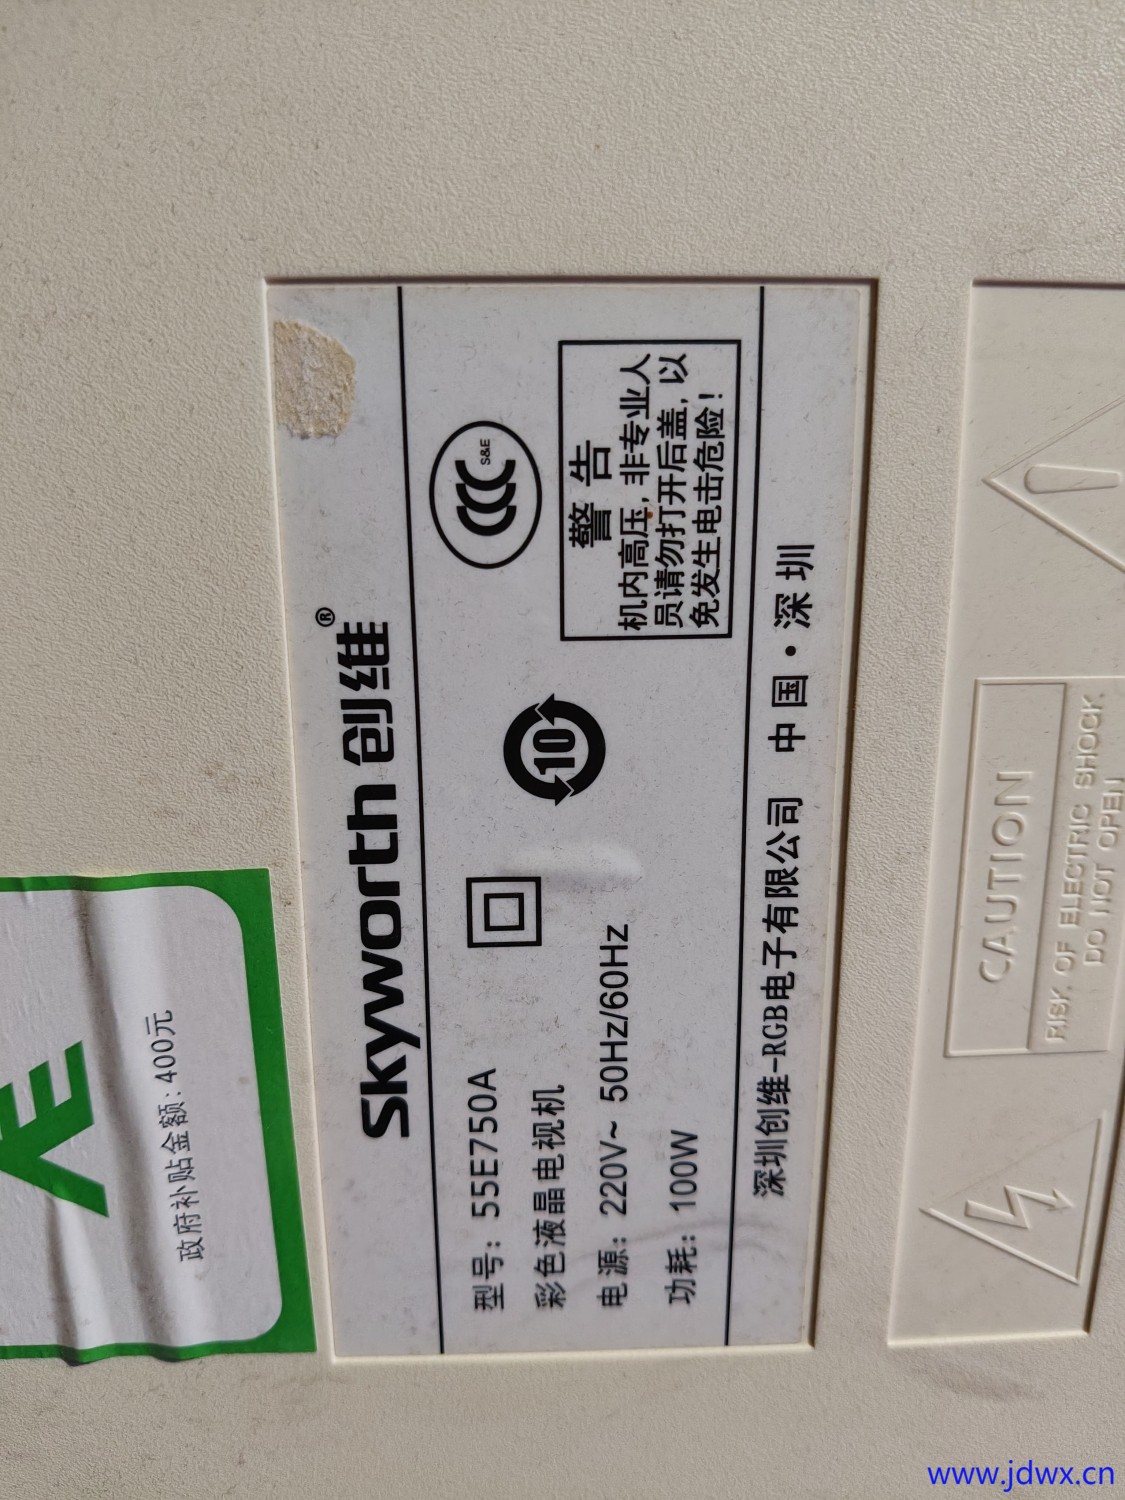 Skyworth 创维®
型号：55E750A
彩色液晶电视机
电源：220V~ 50Hz/60Hz
功耗：100W
10
CCC
S&E
警告
机内高压，非专业人
员请勿打开后盖，以
免发生电击危险！
深圳创维-RGB电子有限公司 中国·深圳
政府补贴金额：400元
CAUTION
RISK OF ELECTRIC SHOCK
DO NOT OPEN
www.jdwx.cn